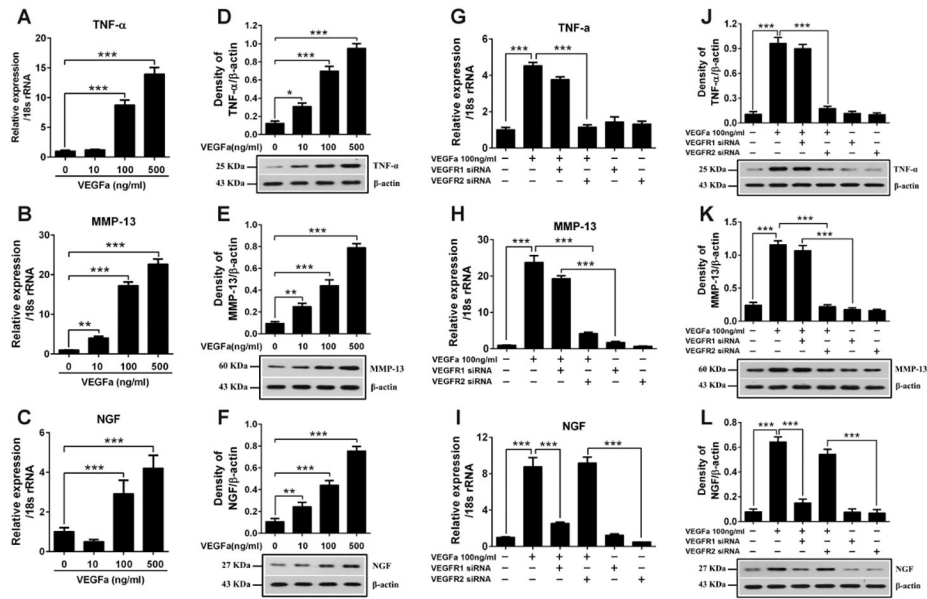 A
TNF-α
Relative expression
/18s rRNA
20
15
10
5
0
***
***
0 10 100 500
VEGFa (ng/ml)
B
MMP-13
Relative expression
/18s rRNA
30
20
10
0
***
***
**
0 10 100 500
VEGFa (ng/ml)
C
NGF
Relative expression
/18s rRNA
6
4
2
0
***
***
0 10 100 500
VEGFa (ng/ml)
D
Density of
TNF-α/β-actin
1.2
1.0
0.8
0.6
0.4
0.2
0.0
***
***
*
VEGFa(ng/ml) 0 10 100 500
25 KDa TNF-α
43 KDa β-actin
E
Density of
MMP-13/β-actin
1.0
0.8
0.6
0.4
0.2
0.0
***
***
**
VEGFa(ng/ml) 0 10 100 500
60 KDa MMP-13
43 KDa β-actin
F
Density of
NGF/β-actin
1.0
0.8
0.6
0.4
0.2
0.0
***
***
**
VEGFa(ng/ml) 0 10 100 500
27 KDa NGF
43 KDa β-actin
G
TNF-a
Relative expression
/18s rRNA
6
4
2
0
*** ***
VEGFa 100ng/ml – + + + – –
VEGFR1 siRNA – – + – + –
VEGFR2 siRNA – – – + – +
H
MMP-13
Relative expression
/18s rRNA
30
20
10
0
*** ***
***
VEGFa 100ng/ml – + + + – –
VEGFR1 siRNA – – + – + –
VEGFR2 siRNA – – – + – +
I
NGF
Relative expression
/18s rRNA
12
8
4
0
*** *** ***
VEGFa 100ng/ml – + + + – –
VEGFR1 siRNA – – + – + –
VEGFR2 siRNA – – – + – +
J
Density of
TNF-α/β-actin
1.2
0.9
0.6
0.3
0.0
*** ***
VEGFa 100ng/ml – + + + – –
VEGFR1 siRNA – – + – + –
VEGFR2 siRNA – – – + – +
25 KDa TNF-α
43 KDa β-actin
K
Density of
MMP-13/β-actin
1.5
1.2
0.9
0.6
0.3
0.0
*** ***
***
VEGFa 100ng/ml – + + + – –
VEGFR1 siRNA – – + – + –
VEGFR2 siRNA – – – + – +
60 KDa MMP-13
43 KDa β-actin
L
Density of
NGF/β-actin
0.8
0.6
0.4
0.2
0.0
*** *** ***
VEGFa 100ng/ml – + + + – –
VEGFR1 siRNA – – + – + –
VEGFR2 siRNA – – – + – +
27 KDa NGF
43 KDa β-actin